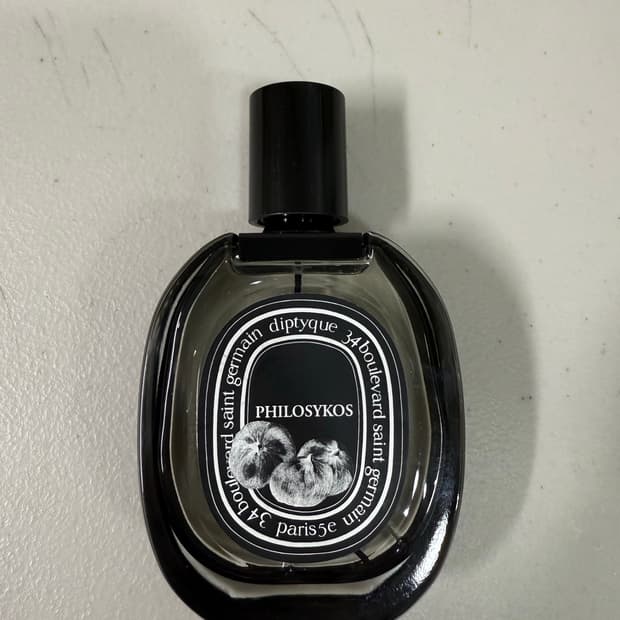 diptyque 34 boulevard saint germain
paris 5e
34 boulevard saint germain
PHILOSYKOS